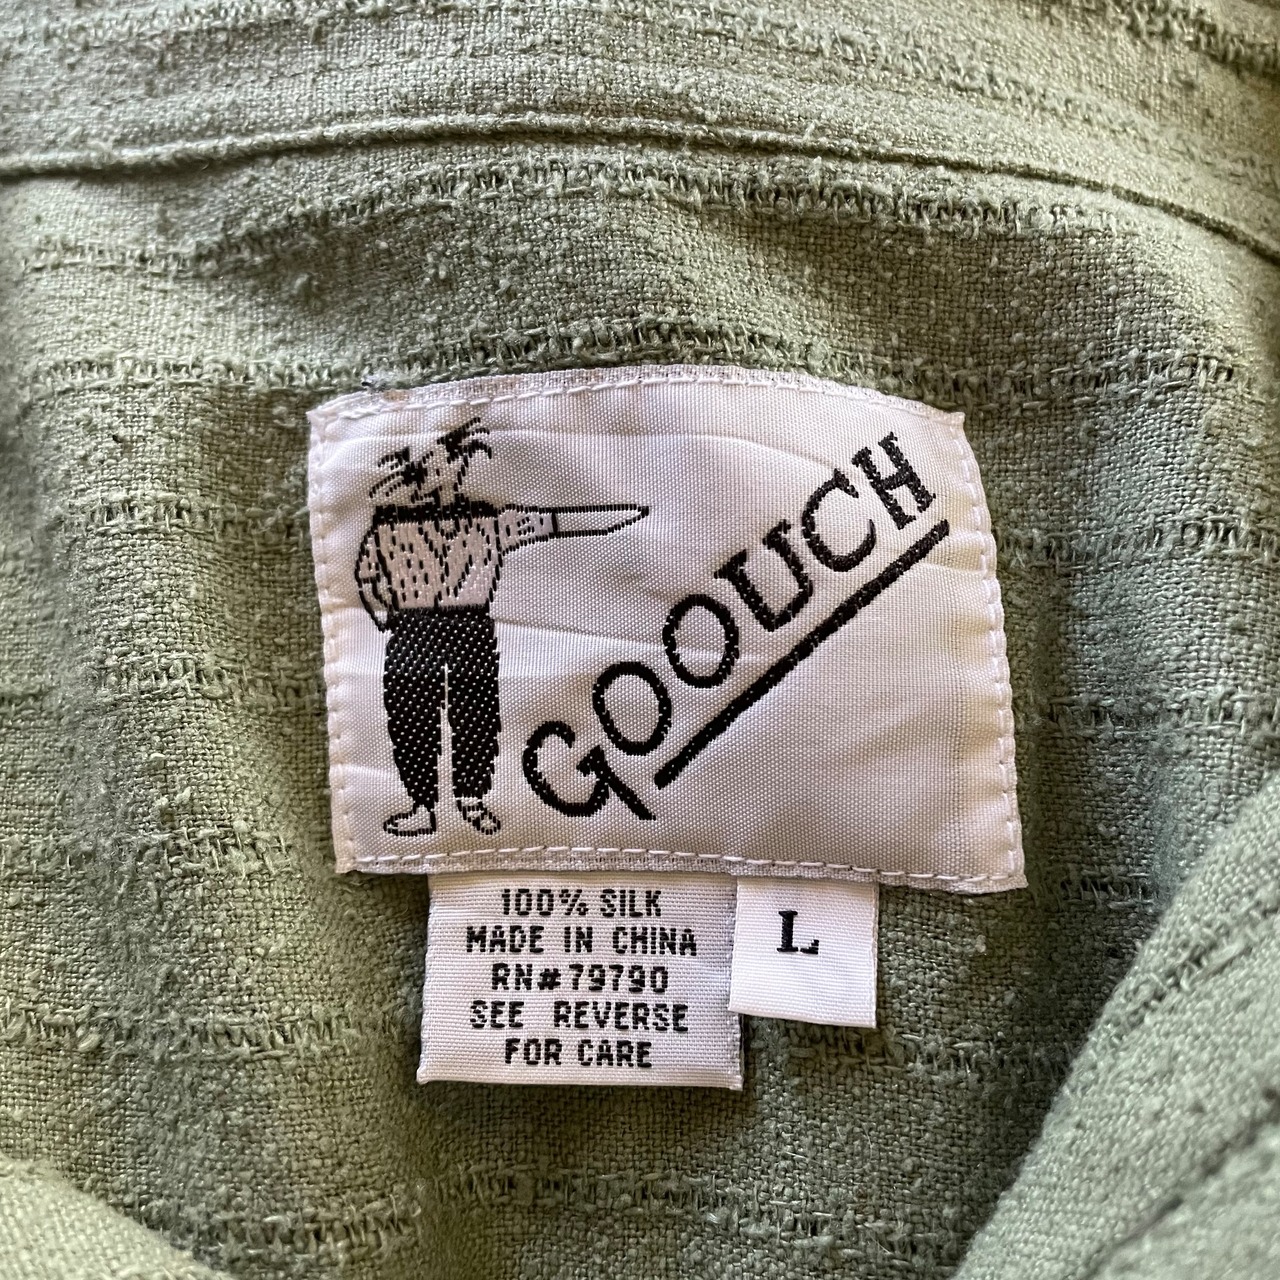 GOOUCH
100% SILK
MADE IN CHINA
RN#79790
SEE REVERSE
FOR CARE
L